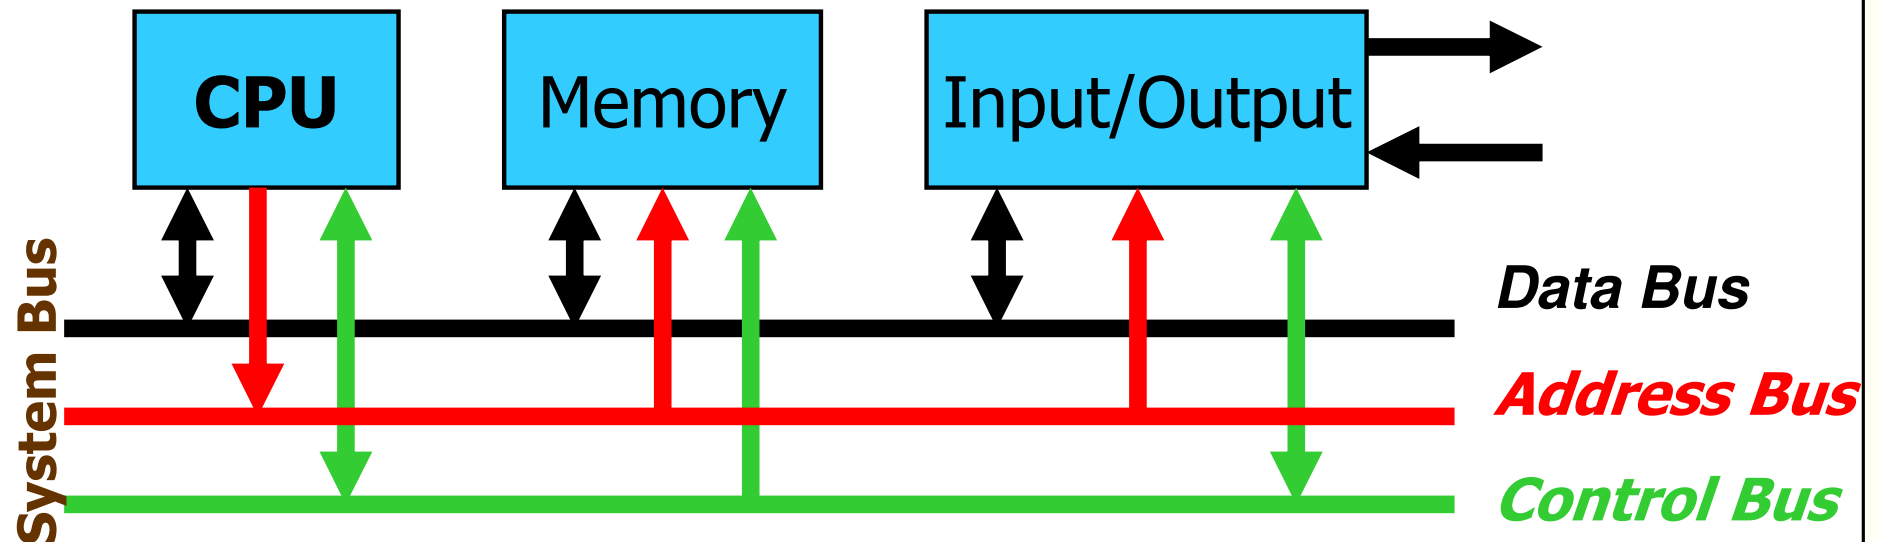 CPU
Memory
Input/Output
System Bus
Data Bus
Address Bus
Control Bus